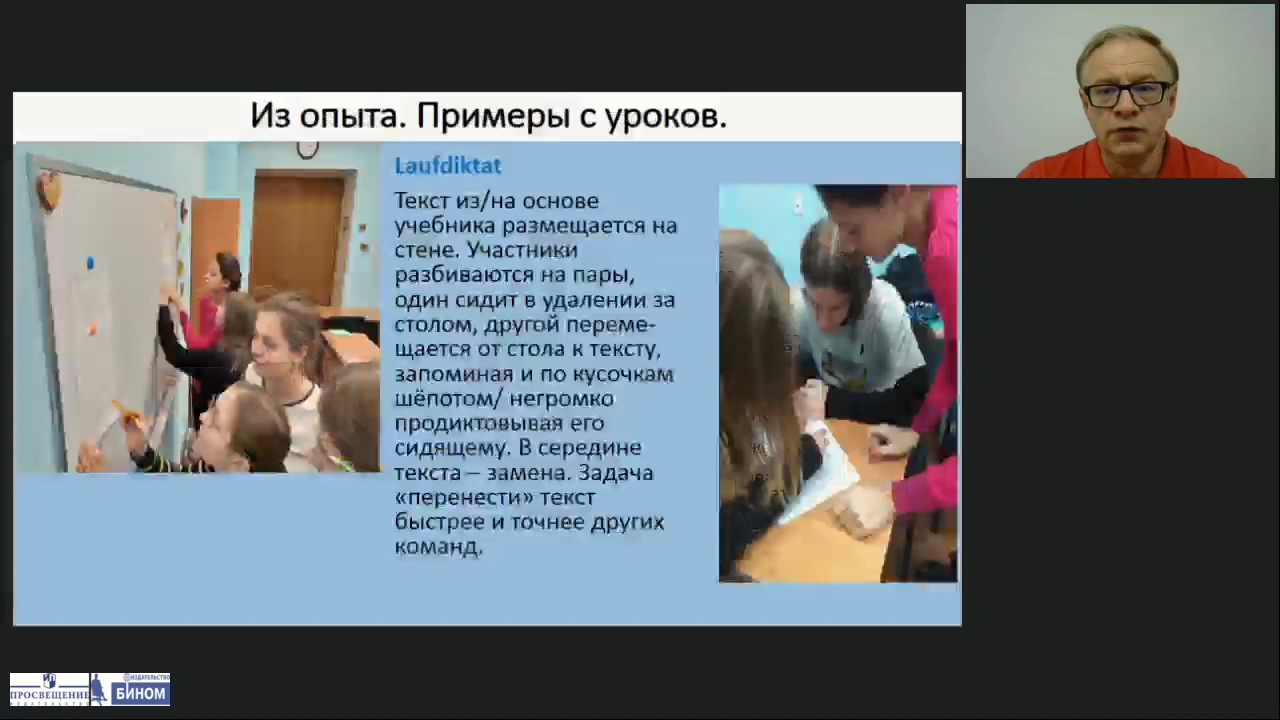 Из опыта. Примеры с уроков.
Laufdiktat
Текст из/на основе
учебника размещается на
стене. Участники
разбиваются на пары,
один сидит в удалении за
столом, другой переме-
щается от стола к тексту,
запоминая и по кусочкам
шёпотом/ негромко
продиктовывая его
сидящему. В середине
текста – замена. Задача
«перенести» текст
быстрее и точнее других
команд.
ПРОСВЕЩЕНИЕ
ИЗДАТЕЛЬСТВО
ИЗДАТЕЛЬСТВО
БИНОМ